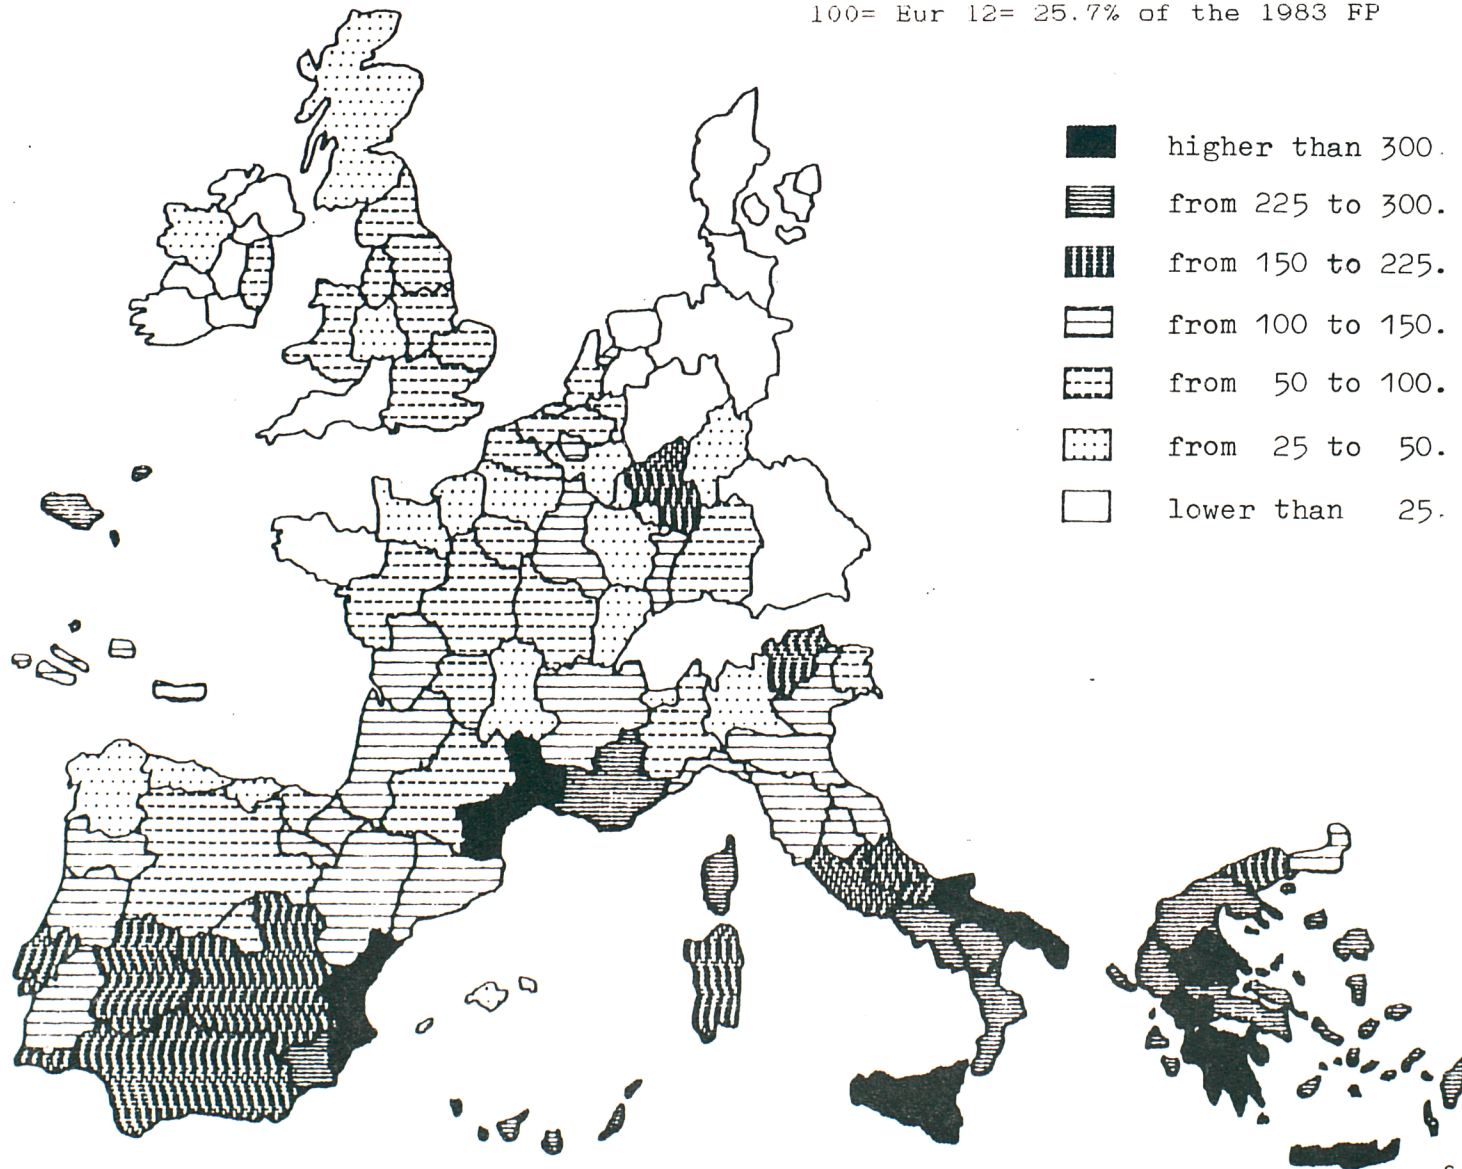 100= Eur 12= 25.7% of the 1983 FP
higher than 300.
from 225 to 300.
from 150 to 225.
from 100 to 150.
from 50 to 100.
from 25 to 50.
lower than 25.